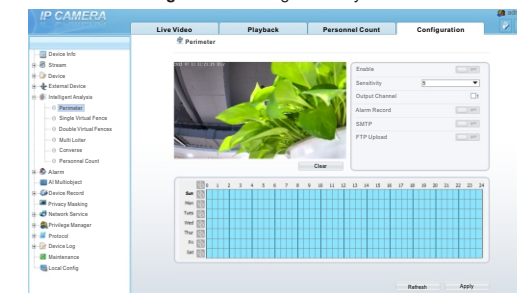 IP CAMERA
Live Video
Playback
Personnel Count
Configuration
Perimeter
Device Info
Stream
Device
External Device
Intelligent Analysis
Perimeter
Single Virtual Fence
Double Virtual Fences
Multi Loiter
Converse
Personnel Count
Alarm
AI Multiobject
Device Record
Privacy Masking
Network Service
Privilege Manager
Protocol
Device Log
Maintenance
Local Config
Enable
Sensitivity 5
Output Channel 1
Alarm Record
SMTP
FTP Upload
Clear
0 1 2 3 4 5 6 7 8 9 10 11 12 13 14 15 16 17 18 19 20 21 22 23 24
Sun
Mon
Tues
Wed
Thur
Fri
Sat
Refresh
Apply